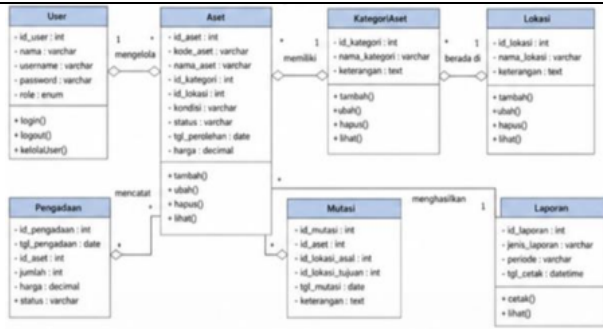 User
- id_user : int
- nama : varchar
- username : varchar
- password : varchar
- role : enum
+ login()
+ logout()
+ kelolaUser()
1
*
mengelola
Aset
- id_aset : int
- kode_aset : varchar
- nama_aset : varchar
- id_kategori : int
- id_lokasi : int
- kondisi : varchar
- status : varchar
- tgl_perolehan : date
- harga : decimal
+ tambah()
+ ubah()
+ hapus()
+ lihat()
*
1
memiliki
KategoriAset
- id_kategori : int
- nama_kategori : varchar
- keterangan : text
+ tambah()
+ubah()
+ hapus()
+ lihat()
*
1
berada di
Lokasi
- id_lokasi : int
- nama_lokasi : varchar
- keterangan : text
+ tambah()
+ubah()
+ hapus()
+ lihat()
mencatat
*
*
Pengadaan
- id_pengadaan : int
- tgl_pengadaan : date
- id_aset : int
- jumlah : int
- harga : decimal
+ status : varchar
*
*
Mutasi
- id_mutasi : int
- id_aset : int
- id_lokasi_asal : int
- id_lokasi_tujuan : int
- tgl_mutasi : date
- keterangan : text
menghasilkan
1
Laporan
- id_laporan : int
- jenis_laporan : varchar
- periode : varchar
- tgl_cetak : datetime
+ cetak()
+ lihat()